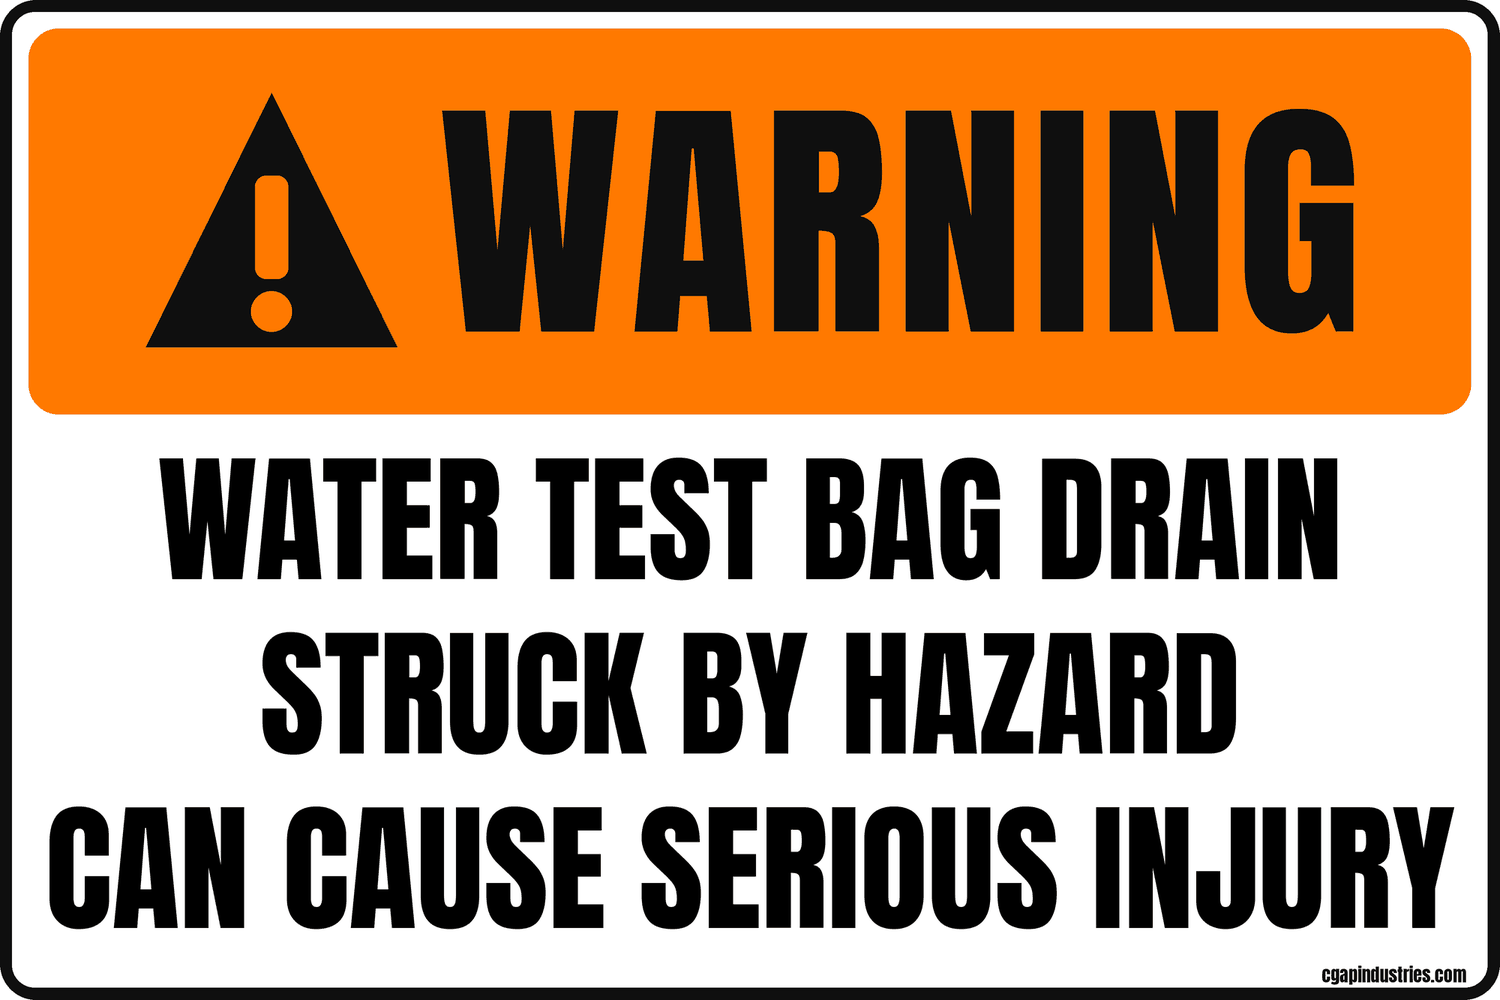 WARNING
WATER TEST BAG DRAIN
STRUCK BY HAZARD
CAN CAUSE SERIOUS INJURY
cgapindustries.com